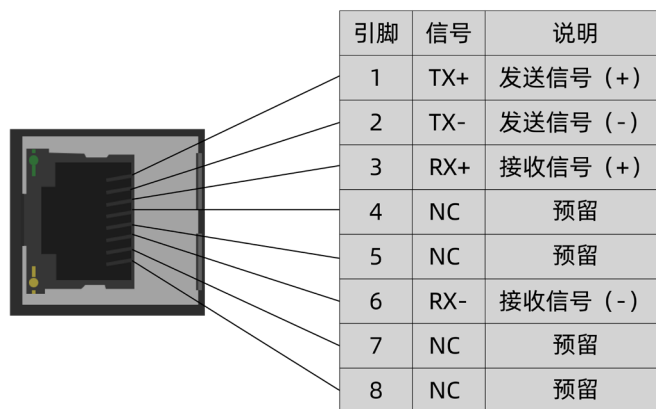 引脚 信号 说明
1 TX+ 发送信号（+）
2 TX- 发送信号（-）
3 RX+ 接收信号（+）
4 NC 预留
5 NC 预留
6 RX- 接收信号（-）
7 NC 预留
8 NC 预留